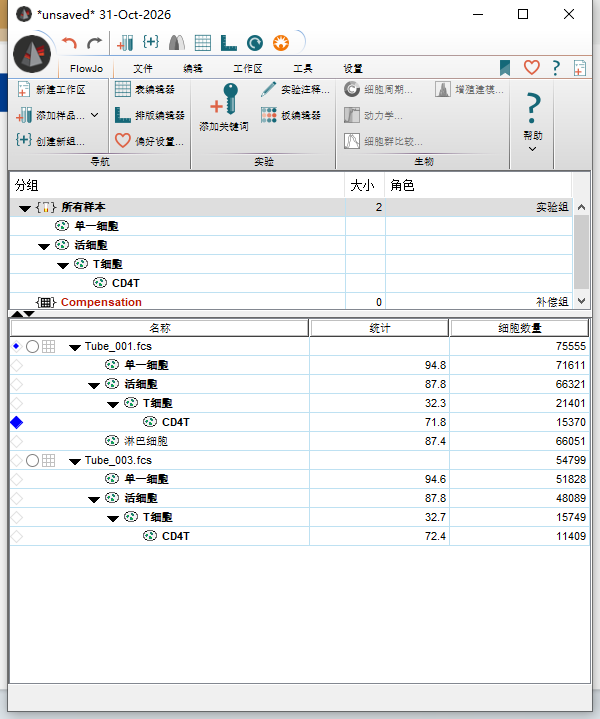 *unsaved* 31-Oct-2026
FlowJo 文件 编辑 工作区 工具 设置
新建工作区 表编辑器 实验注释... 细胞周期... 增殖建模...
添加样品... 排版编辑器 添加关键词 板编辑器 动力学... 帮助
创建新组... 偏好设置... 细胞群比较...
导航 实验 生物
分组 大小 角色
{ } 所有样本 2 实验组
单一细胞
活细胞
T细胞
CD4T
Compensation 0 补偿组
名称 统计 细胞数量
Tube_001.fcs 75555
单一细胞 94.8 71611
活细胞 87.8 66321
T细胞 32.3 21401
CD4T 71.8 15370
淋巴细胞 87.4 66051
Tube_003.fcs 54799
单一细胞 94.6 51828
活细胞 87.8 48089
T细胞 32.7 15749
CD4T 72.4 11409